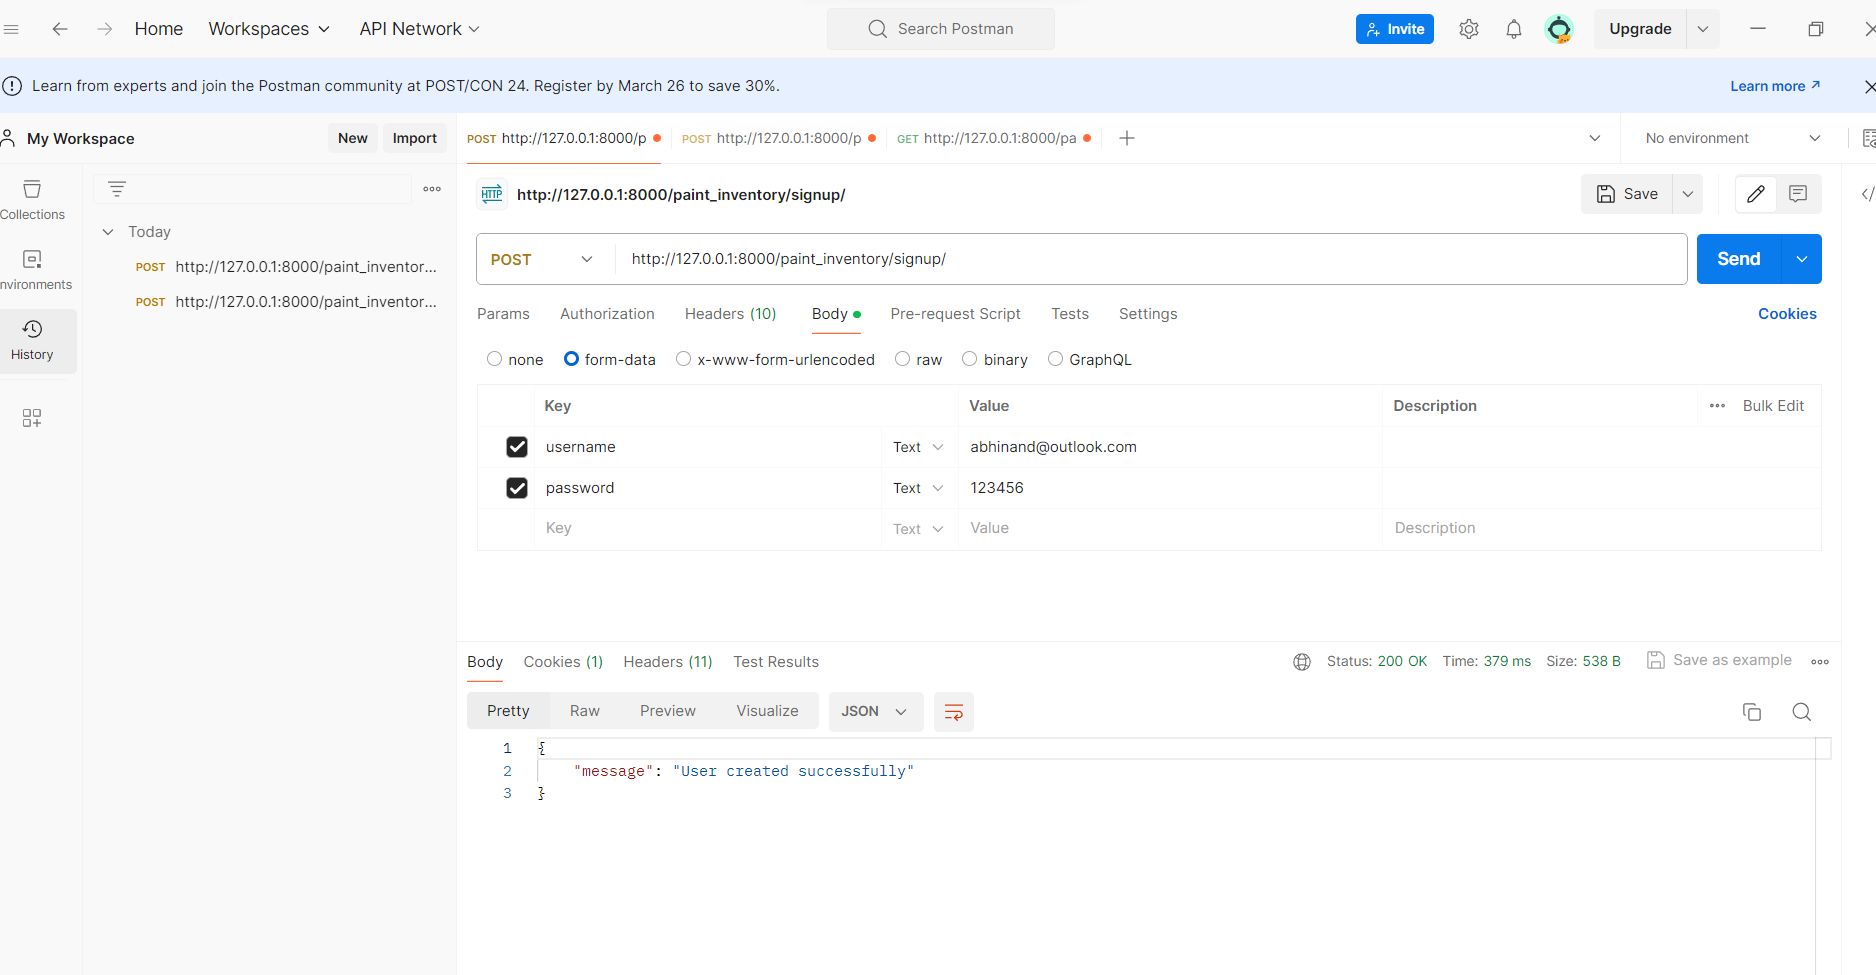 Home Workspaces API Network Search Postman Invite Upgrade
Learn from experts and join the Postman community at POST/CON 24. Register by March 26 to save 30%. Learn more
My Workspace New Import POST http://127.0.0.1:8000/p POST http://127.0.0.1:8000/p GET http://127.0.0.1:8000/pa No environment
Collections
nvironments
History
Today
POST http://127.0.0.1:8000/paint_inventor...
POST http://127.0.0.1:8000/paint_inventor...
HTTP http://127.0.0.1:8000/paint_inventory/signup/ Save
POST http://127.0.0.1:8000/paint_inventory/signup/ Send
Params Authorization Headers (10) Body Pre-request Script Tests Settings Cookies
none form-data x-www-form-urlencoded raw binary GraphQL
Key Value Description Bulk Edit
username Text abhinand@outlook.com
password Text 123456
Key Text Value Description
Body Cookies (1) Headers (11) Test Results Status: 200 OK Time: 379 ms Size: 538 B Save as example
Pretty Raw Preview Visualize JSON
1 {
2 "message": "User created successfully"
3 }